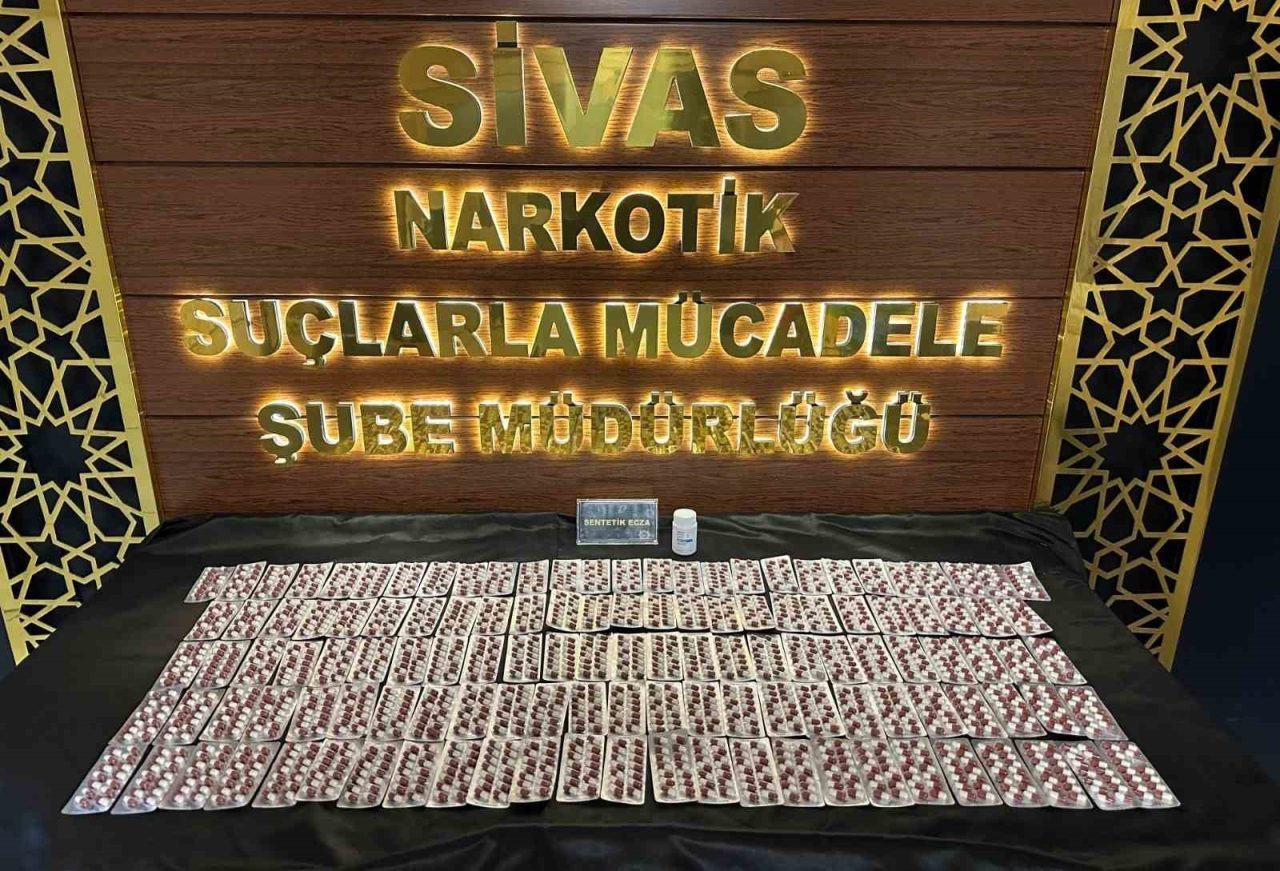 SİVAS
NARKOTİK
SUÇLARLA MÜCADELE
ŞUBE MÜDÜRLÜĞÜ
SENTETİK ECZA